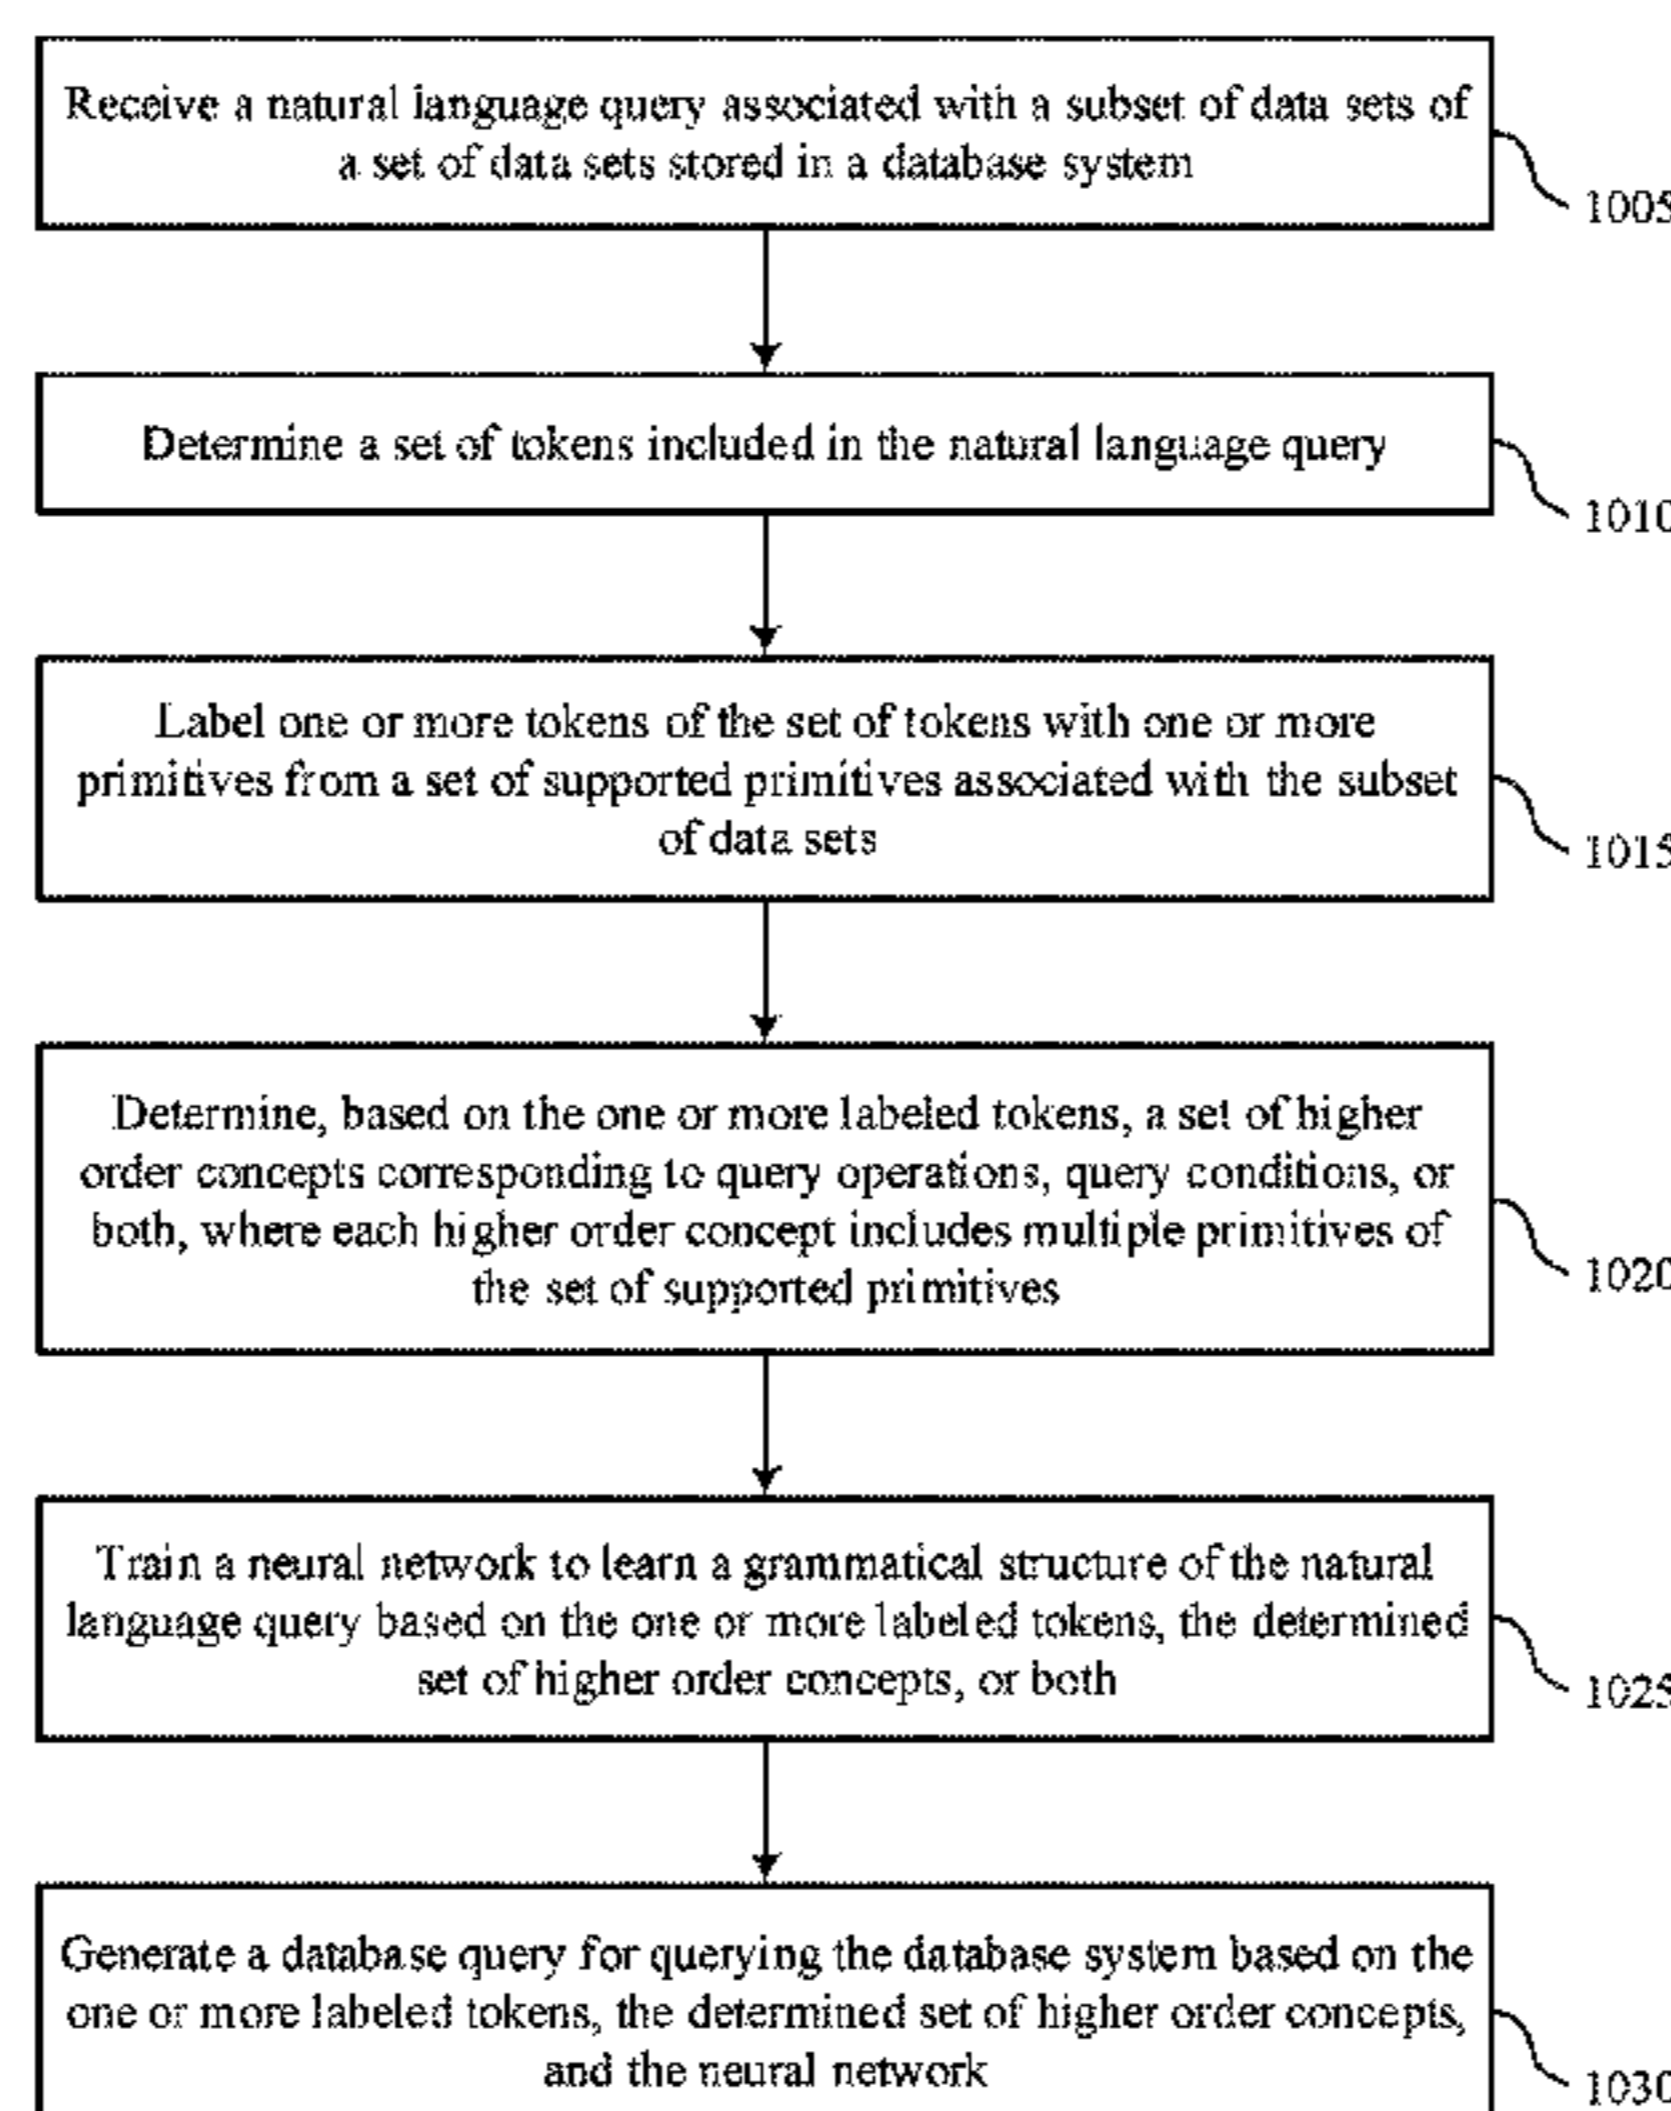 Receive a natural language query associated with a subset of data sets of
a set of data sets stored in a database system
1005
Determine a set of tokens included in the natural language query
1010
Label one or more tokens of the set of tokens with one or more
primitives from a set of supported primitives associated with the subset
of data sets
1015
Determine, based on the one or more labeled tokens, a set of higher
order concepts corresponding to query operations, query conditions, or
both, where each higher order concept includes multiple primitives of
the set of supported primitives
1020
Train a neural network to learn a grammatical structure of the natural
language query based on the one or more labeled tokens, the determined
set of higher order concepts, or both
1025
Generate a database query for querying the database system based on the
one or more labeled tokens, the determined set of higher order concepts,
and the neural network
1030